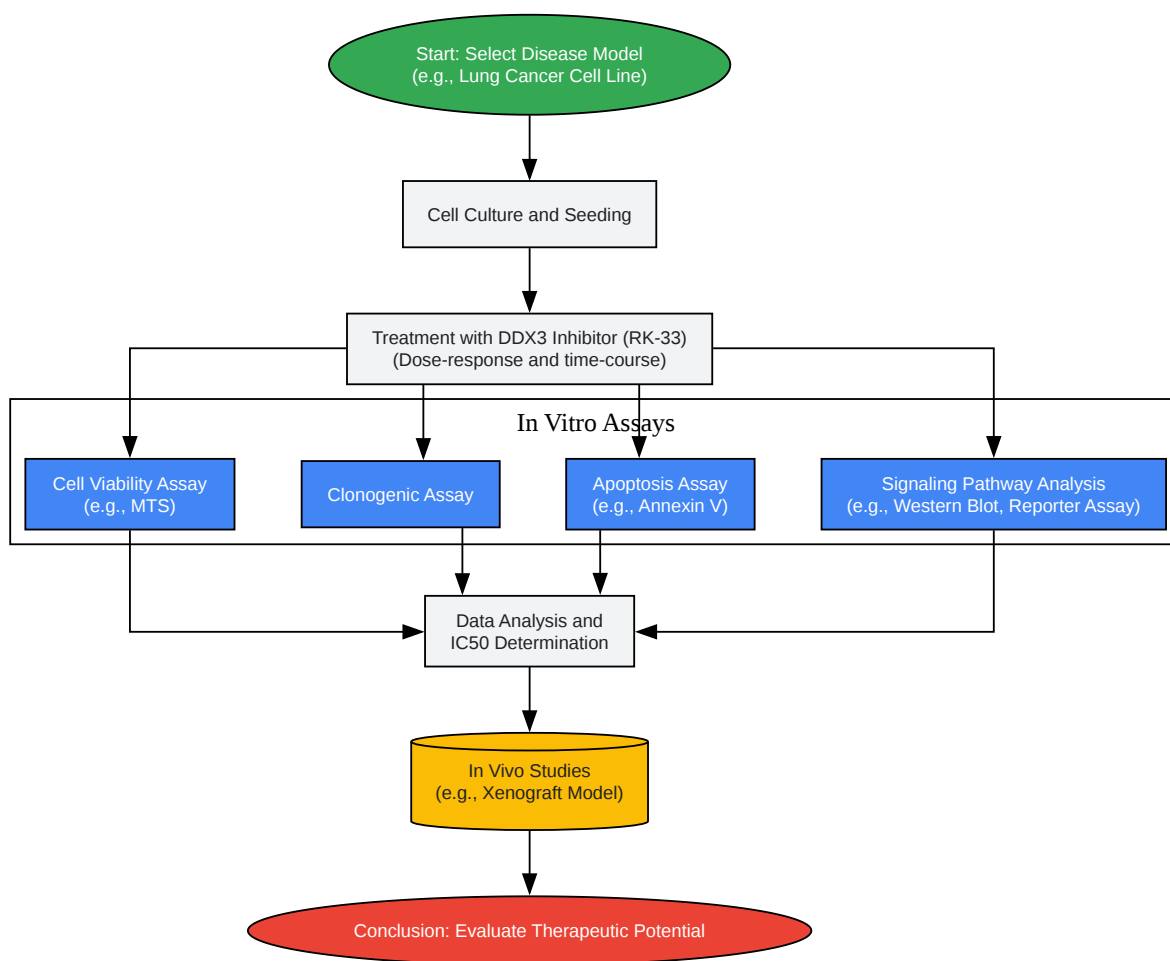 Start: Select Disease Model
(e.g., Lung Cancer Cell Line)
Cell Culture and Seeding
Treatment with DDX3 Inhibitor (RK-33)
(Dose-response and time-course)
In Vitro Assays
Cell Viability Assay
(e.g., MTS)
Clonogenic Assay
Apoptosis Assay
(e.g., Annexin V)
Signaling Pathway Analysis
(e.g., Western Blot, Reporter Assay)
Data Analysis and
IC50 Determination
In Vivo Studies
(e.g., Xenograft Model)
Conclusion: Evaluate Therapeutic Potential